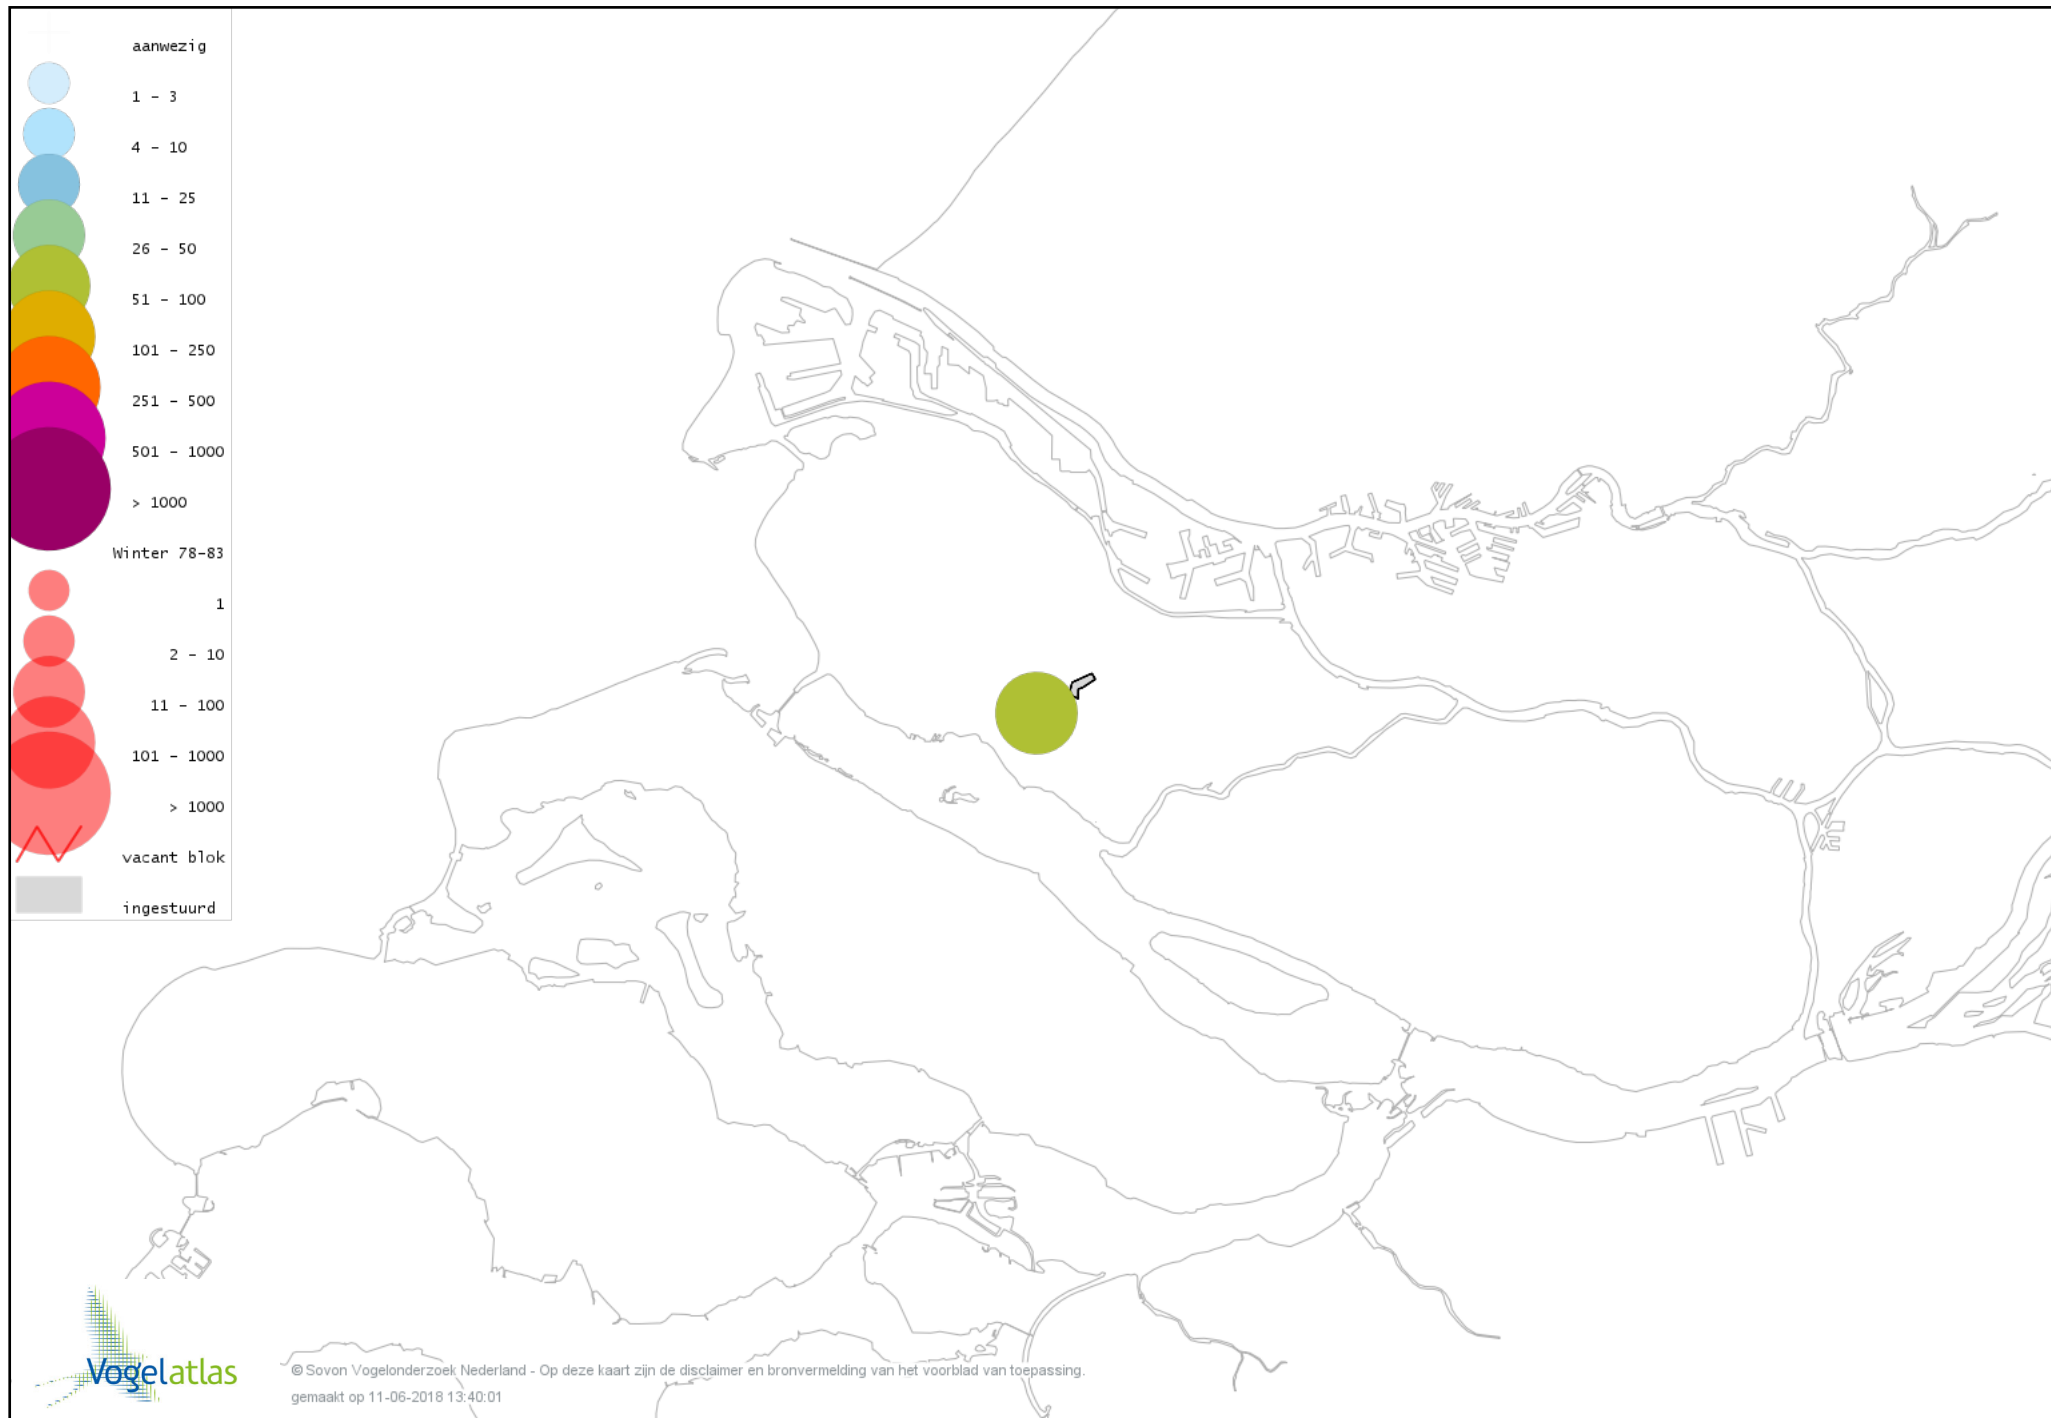 aanwezig
1 - 3
4 - 10
11 - 25
26 - 50
51 - 100
101 - 250
251 - 500
501 - 1000
> 1000
Winter 78-83
1
2 - 10
11 - 100
101 - 1000
> 1000
vacant blok
ingestuurd
Vogelatlas
© Sovon Vogelonderzoek Nederland - Op deze kaart zijn de disclaimer en bronvermelding van het voorblad van toepassing.
gemaakt op 11-06-2018 13:40:01